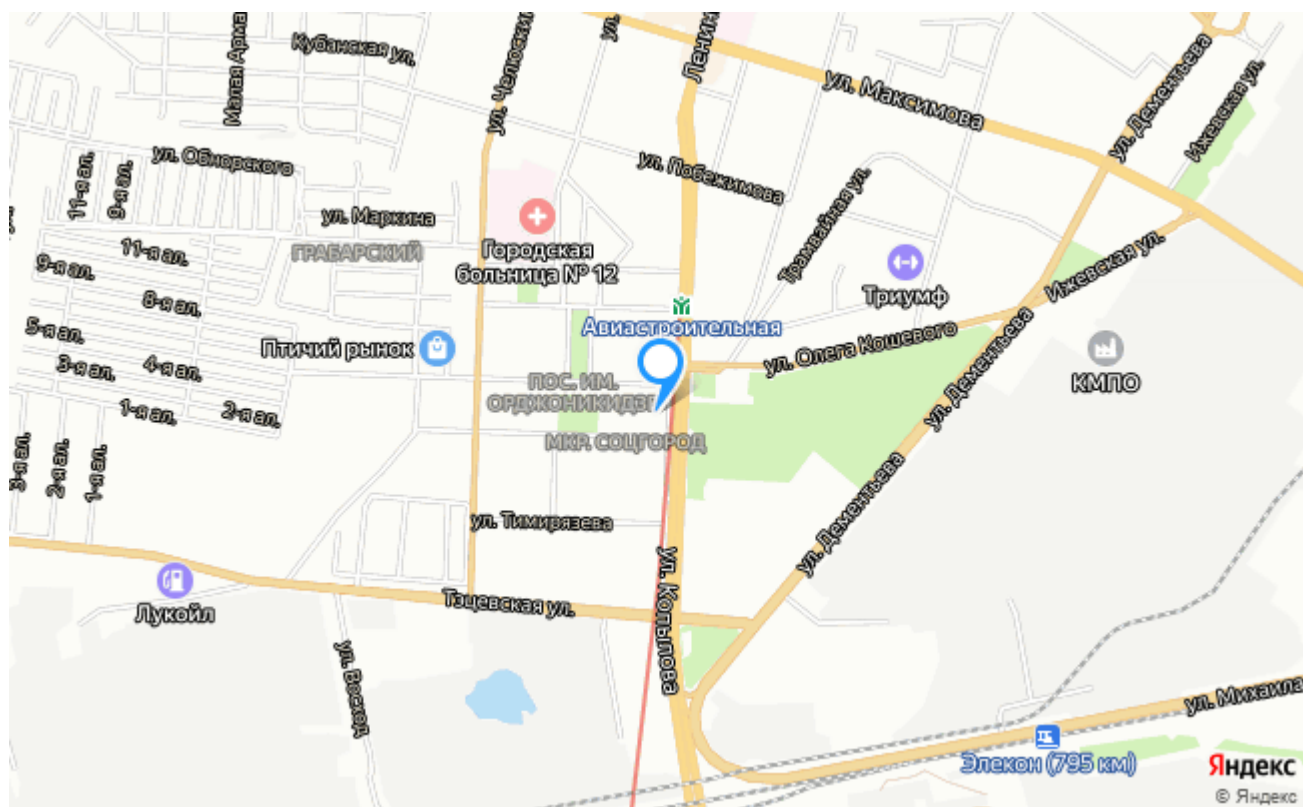 Кубанская ул.
Малая Арма
ул. Челюский
ул.
Ленин
ул. Максимова
ул. Дементьева
Ижевская ул.
ул. Обнорского
11-я ал.
9-я ал.
ул. Побежимова
ул. Маркина
Трамвайная ул.
11-я ал.
ГРАБАРСКИЙ
Городская
больница № 12
9-я ал.
8-я ал.
Триумф
Ижевская ул.
Авиастроительная
5-я ал.
Птичий рынок
ул. Олега Кошевого
3-я ал.
4-я ал.
КМПО
ПОС. ИМ.
ОРДЖОНИКИДЗЕ
ул. Дементьева
1-я ал.
2-я ал.
МКР. СОЦГОРОД
3-я ал.
2-я ал.
1-я ал.
ул. Тимирязева
ул. Дементьева
Лукойл
Тэцевская ул.
ул. Копылова
ул. Восход
ул. Михаила
Элекон (795 км)
Яндекс
© Яндекс